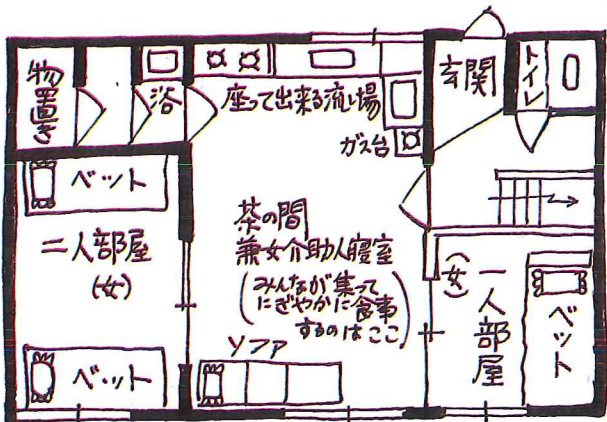 物置き
浴
座って出来る流し場
ガス台
玄関
トイレ
ベット
二人部屋
(女)
ベット
茶の間
兼女介助人寝室
(みんなが集って
にぎやかに食事
するのはここ)
ソファ
(女)
一人部屋
ベット